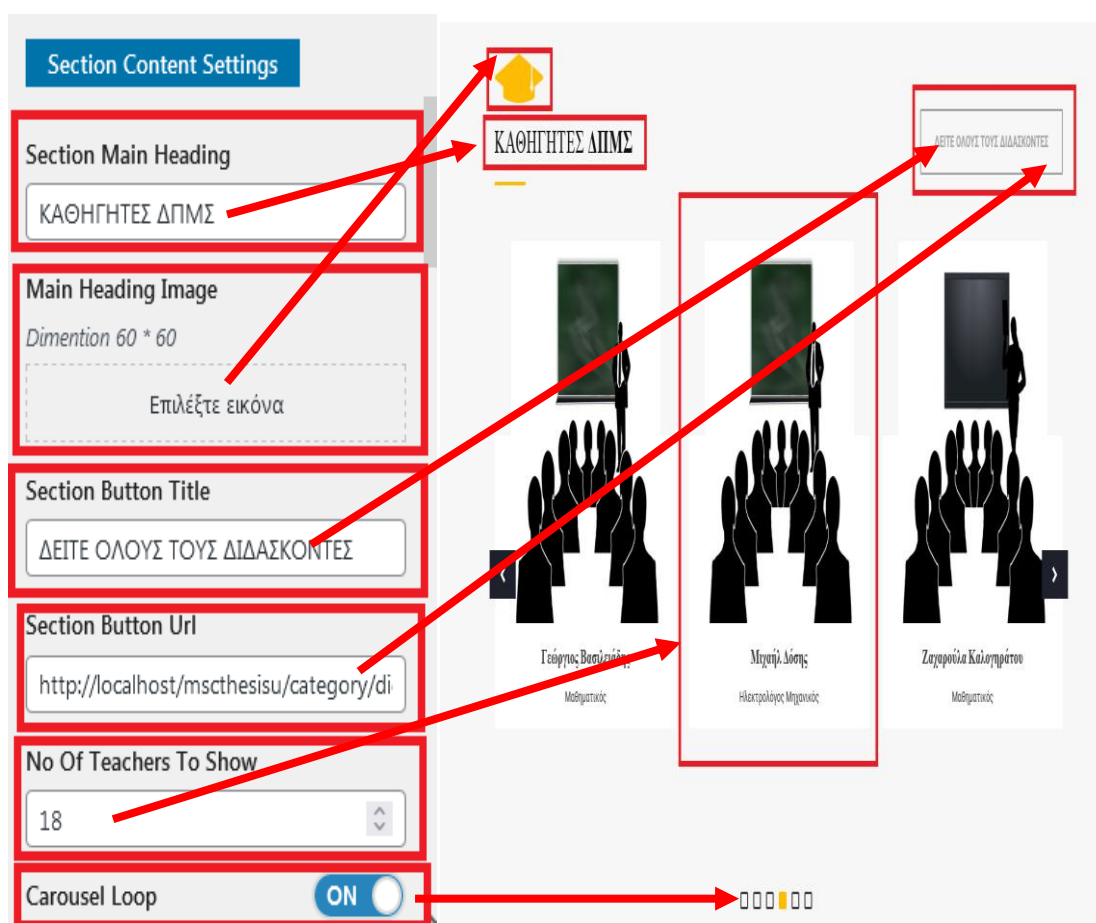 Section Content Settings
Section Main Heading
ΚΑΘΗΓΗΤΕΣ ΔΠΜΣ
Main Heading Image
Dimention 60 * 60
Επιλέξτε εικόνα
Section Button Title
ΔΕΙΤΕ ΟΛΟΥΣ ΤΟΥΣ ΔΙΔΑΣΚΟΝΤΕΣ
Section Button Url
http://localhost/mscthesisu/category/di
No Of Teachers To Show
18
Carousel Loop
ON
ΚΑΘΗΓΗΤΕΣ ΔΠΜΣ
ΔΕΙΤΕ ΟΛΟΥΣ ΤΟΥΣ ΔΙΔΑΣΚΟΝΤΕΣ
Γεώργιος Βασιλειάδης
Μαθηματικός
Μιχαήλ Δόσης
Ηλεκτρολόγος Μηχανικός
Ζαχαρούλα Καλογηράτου
Μαθηματικός